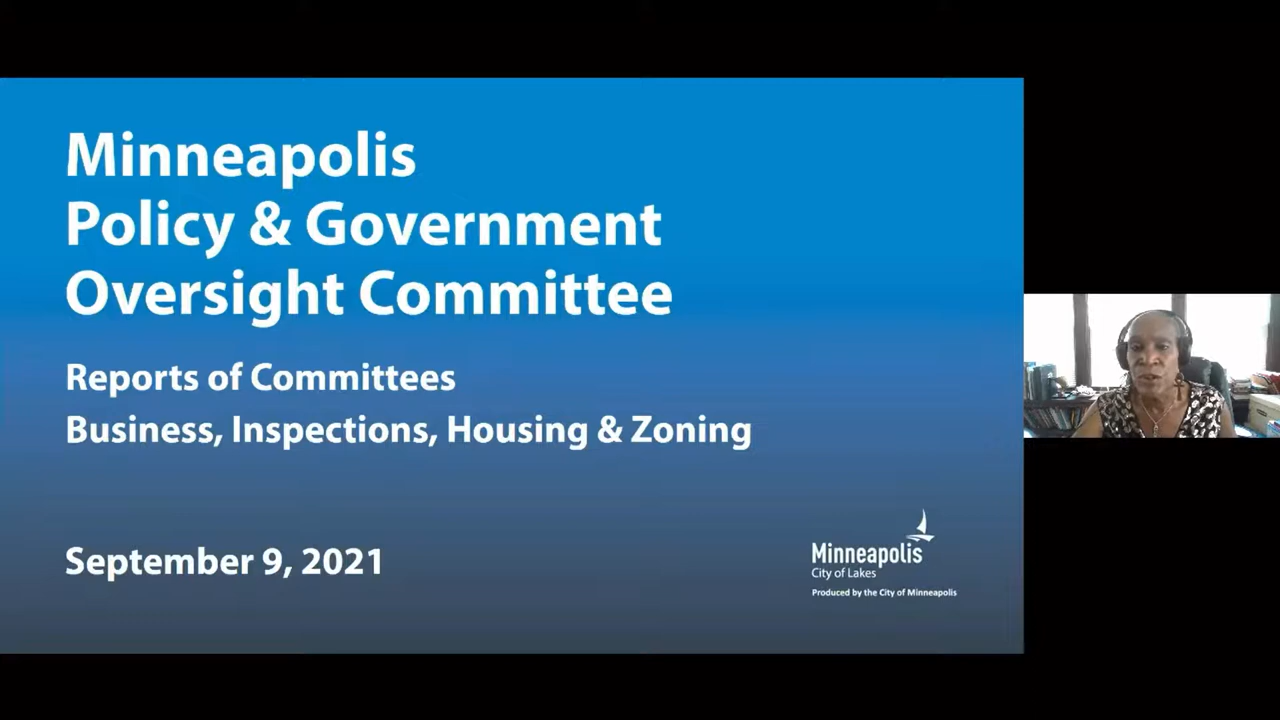 Minneapolis
Policy & Government
Oversight Committee
Reports of Committees
Business, Inspections, Housing & Zoning
September 9, 2021
Minneapolis
City of Lakes
Produced by the City of Minneapolis